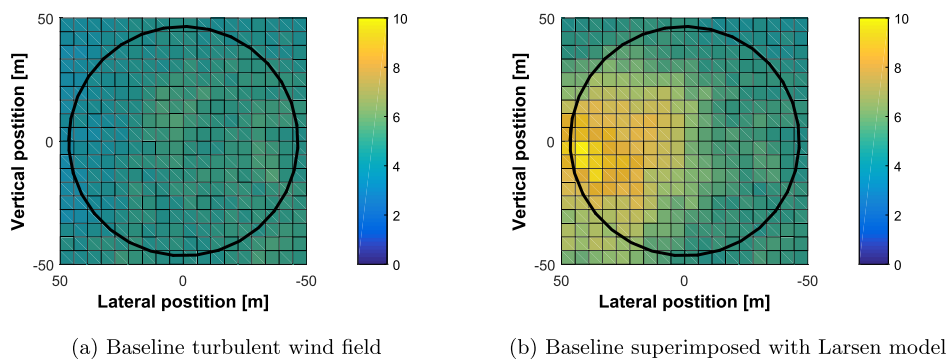 50
0
-50
Vertical postition [m]
50 0 -50
Lateral postition [m]
10
8
6
4
2
0
(a) Baseline turbulent wind field
50
0
-50
Vertical postition [m]
50 0 -50
Lateral postition [m]
10
8
6
4
2
0
(b) Baseline superimposed with Larsen model